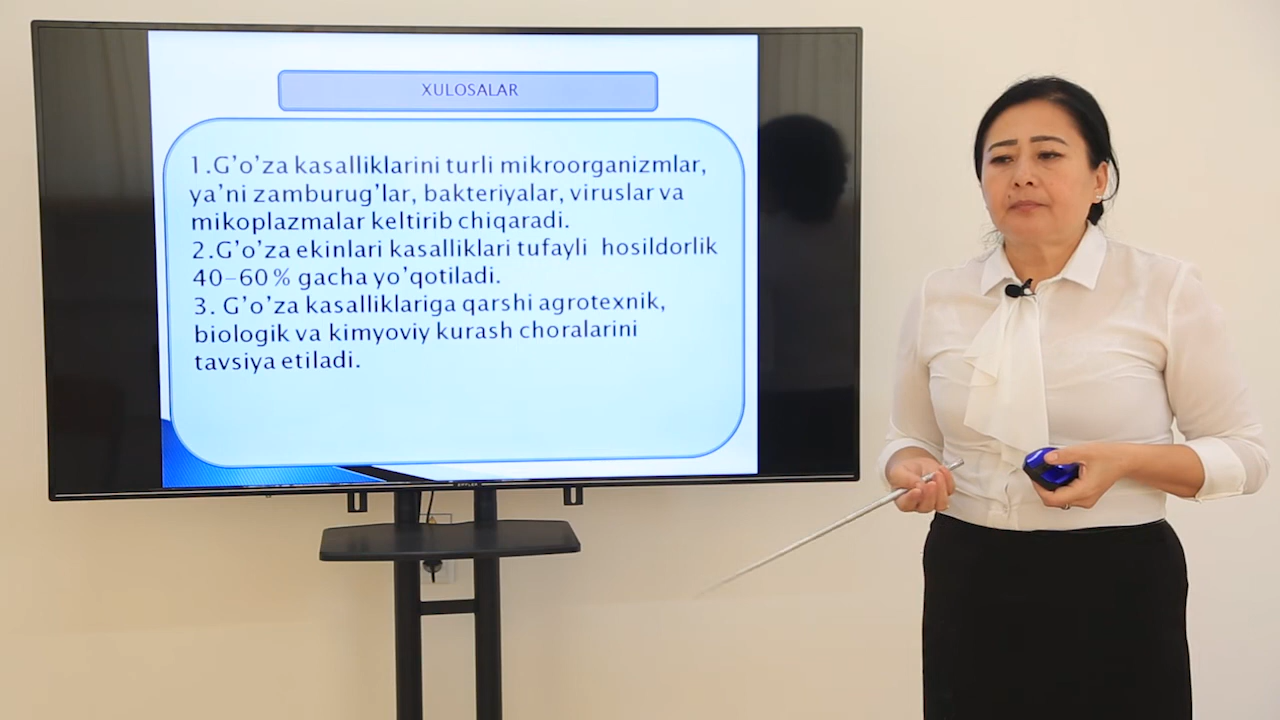 XULOSALAR
1.G’o’za kasalliklarini turli mikroorganizmlar,
ya’ni zamburug’lar, bakteriyalar, viruslar va
mikoplazmalar keltirib chiqaradi.
2.G’o’za ekinlari kasalliklari tufayli hosildorlik
40–60% gacha yo’qotiladi.
3. G’o’za kasalliklariga qarshi agrotexnik,
biologik va kimyoviy kurash choralarini
tavsiya etiladi.